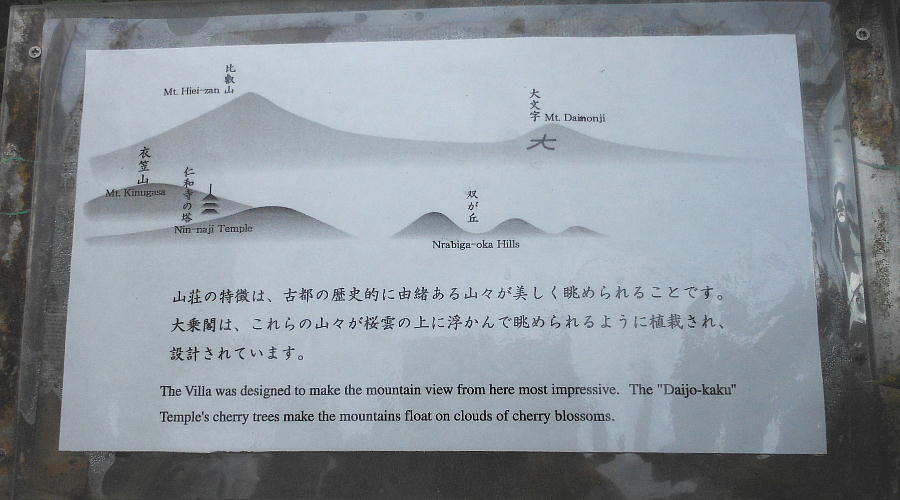 比叡山
Mt. Hiei-zan
大文字
Mt. Daimonji
大
衣笠山
Mt. Kinugasa
仁和寺の塔
Nin-naji Temple
双が丘
Nrabiga-oka Hills
山荘の特徴は、古都の歴史的に由緒ある山々が美しく眺められることです。
大乗閣は、これらの山々が桜雲の上に浮かんで眺められるように植栽され、
設計されています。
The Villa was designed to make the mountain view from here most impressive. The "Daijo-kaku"
Temple's cherry trees make the mountains float on clouds of cherry blossoms.